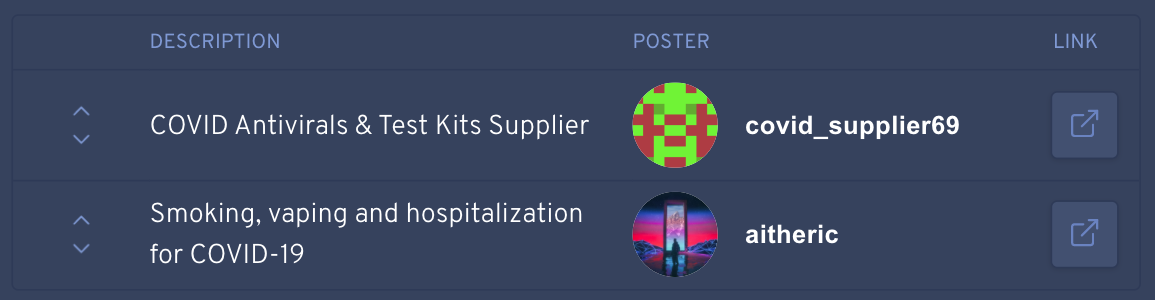 DESCRIPTION POSTER LINK
COVID Antivirals & Test Kits Supplier covid_supplier69
Smoking, vaping and hospitalization
for COVID-19
aitheric